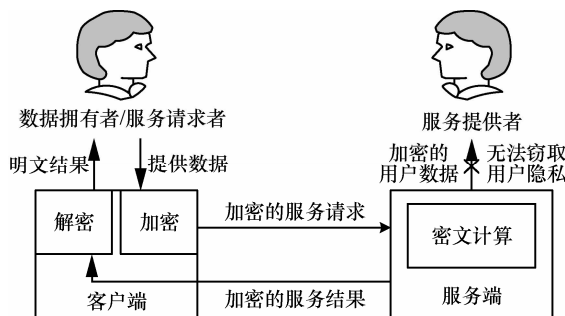 数据拥有者/服务请求者
服务提供者
明文结果
提供数据
加密的
用户数据
无法窃取
用户隐私
解密
加密
加密的服务请求
密文计算
客户端
加密的服务结果
服务端